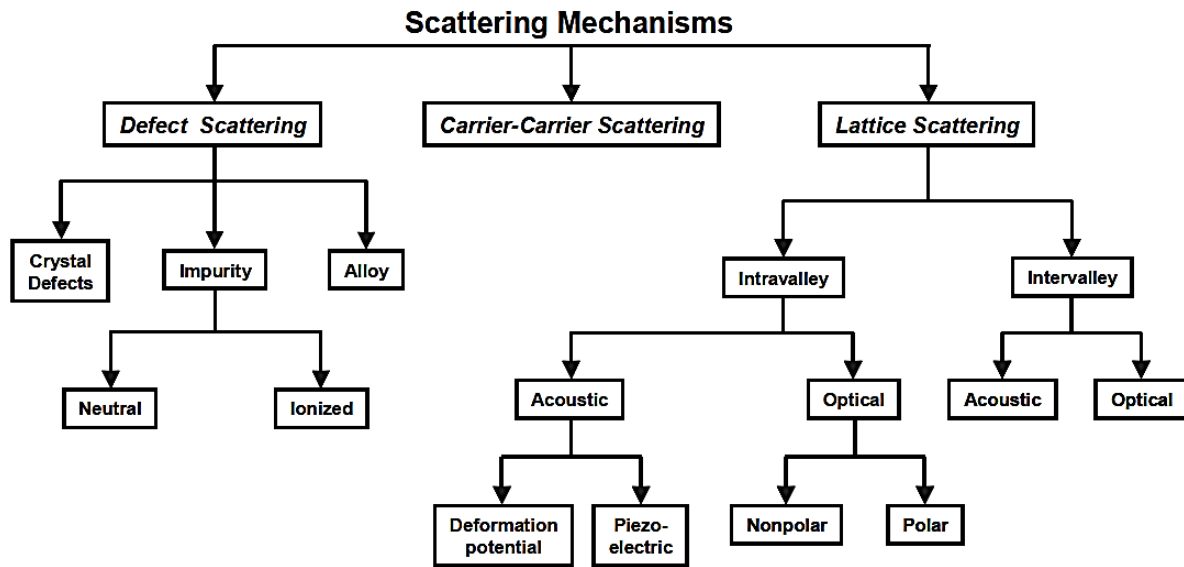 Scattering Mechanisms
Defect Scattering
Carrier-Carrier Scattering
Lattice Scattering
Crystal
Defects
Impurity
Alloy
Intravalley
Intervalley
Neutral
Ionized
Acoustic
Optical
Acoustic
Optical
Deformation
potential
Piezo-
electric
Nonpolar
Polar